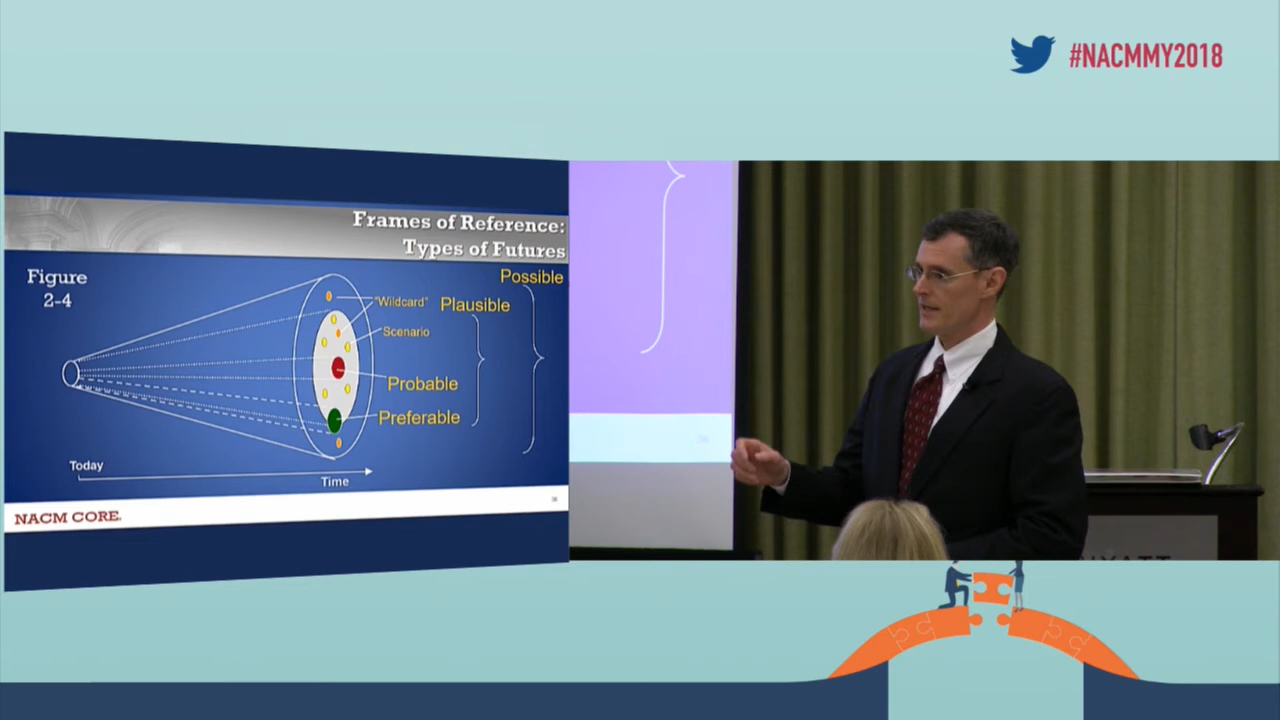 #NACMMY2018
Frames of Reference:
Types of Futures
Figure
2-4
Possible
"Wildcard"
Plausible
Scenario
Probable
Preferable
Today
Time
NACM CORE.